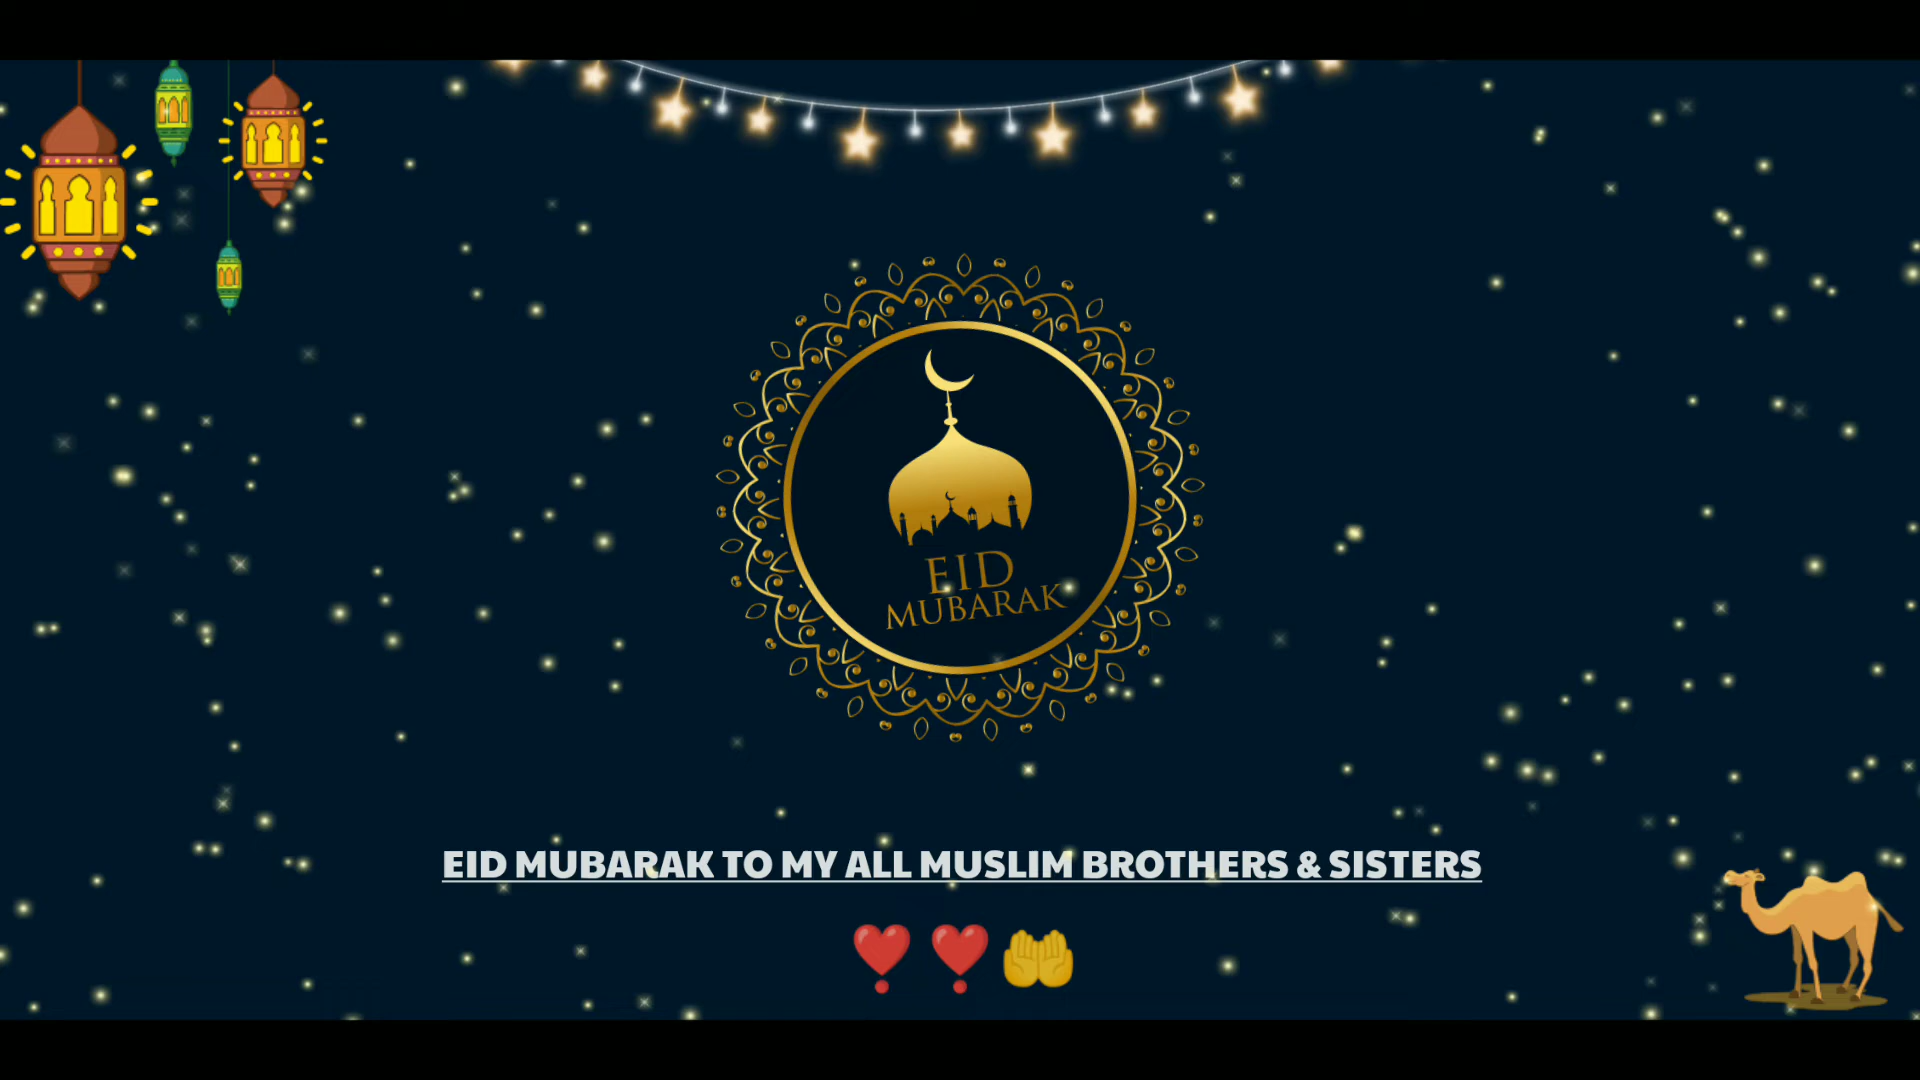 EID
MUBARAK
EID MUBARAK TO MY ALL MUSLIM BROTHERS & SISTERS
❣️ ❣️ 🤲